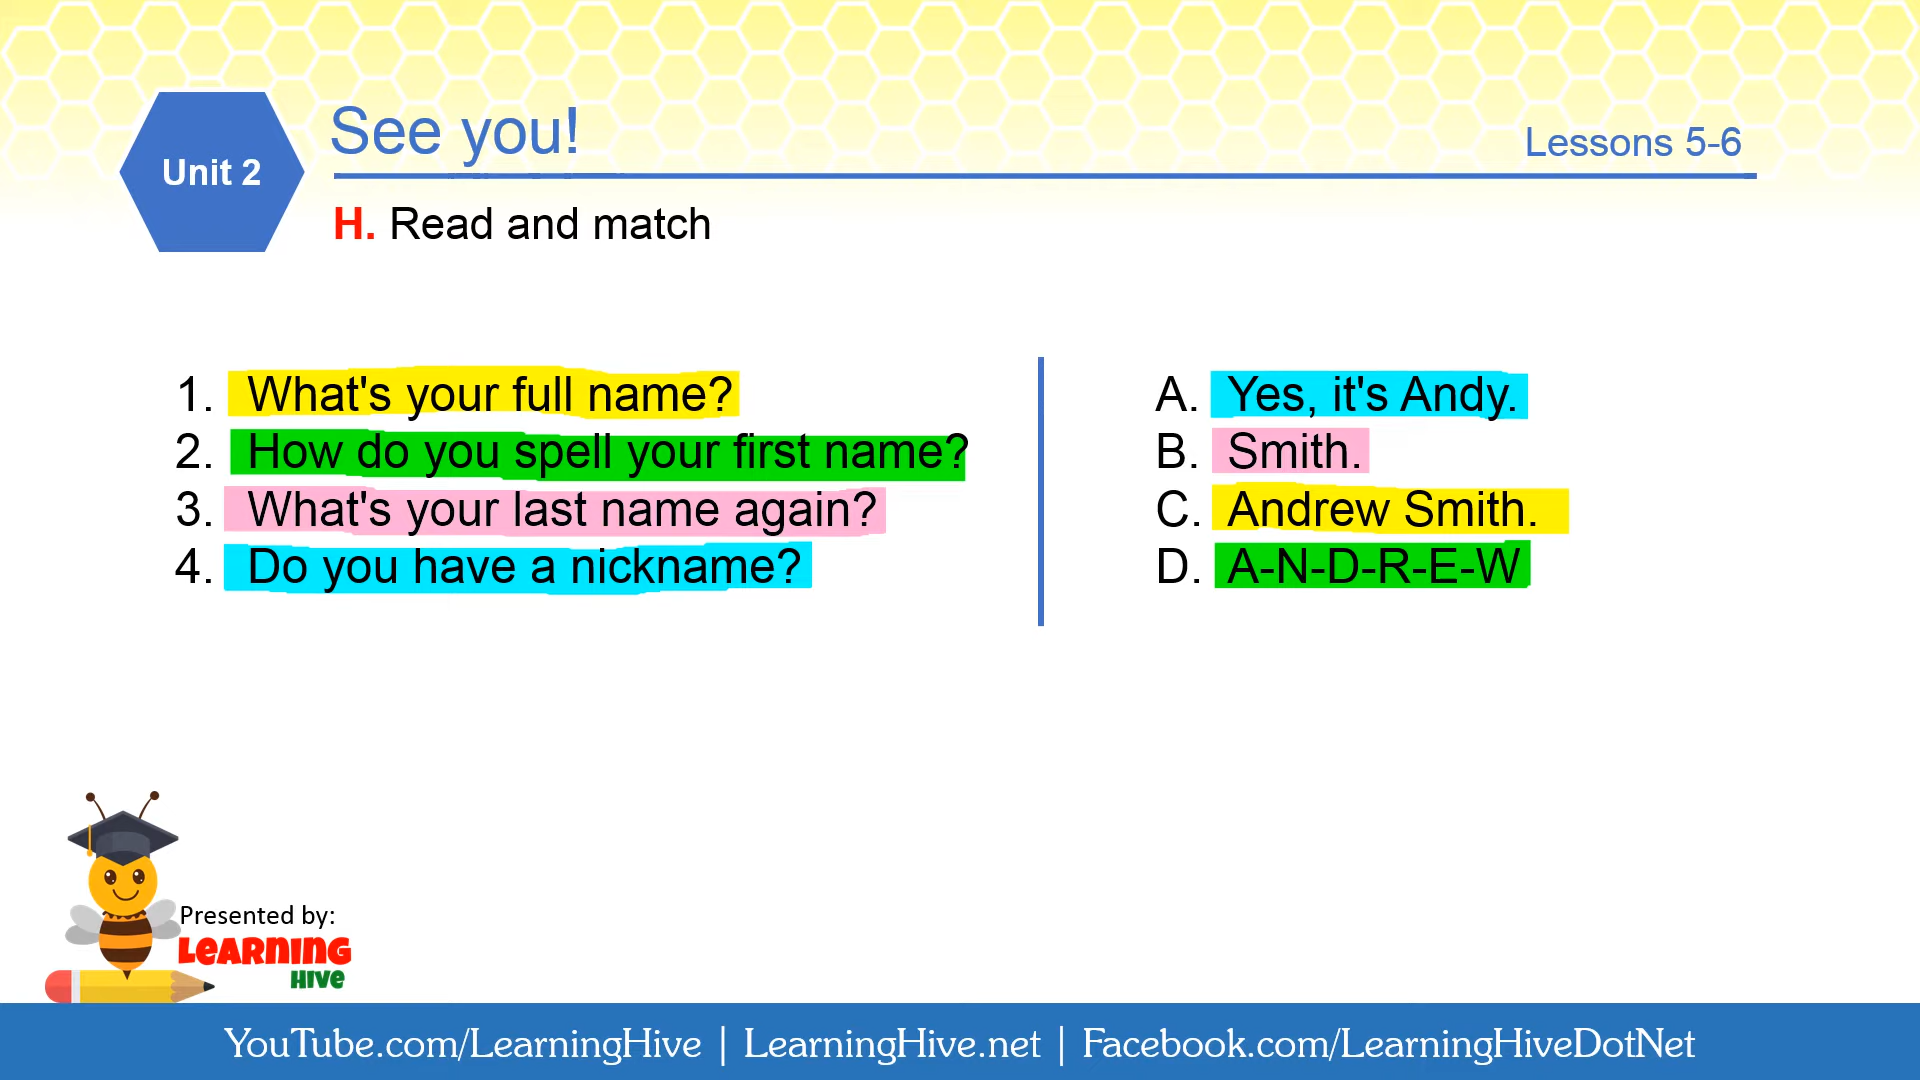 Unit 2
See you!
Lessons 5-6
H. Read and match
1. What's your full name?
2. How do you spell your first name?
3. What's your last name again?
4. Do you have a nickname?
A. Yes, it's Andy.
B. Smith.
C. Andrew Smith.
D. A-N-D-R-E-W
Presented by:
LeARNiNG
HiVe
YouTube.com/LearningHive | LearningHive.net | Facebook.com/LearningHiveDotNet